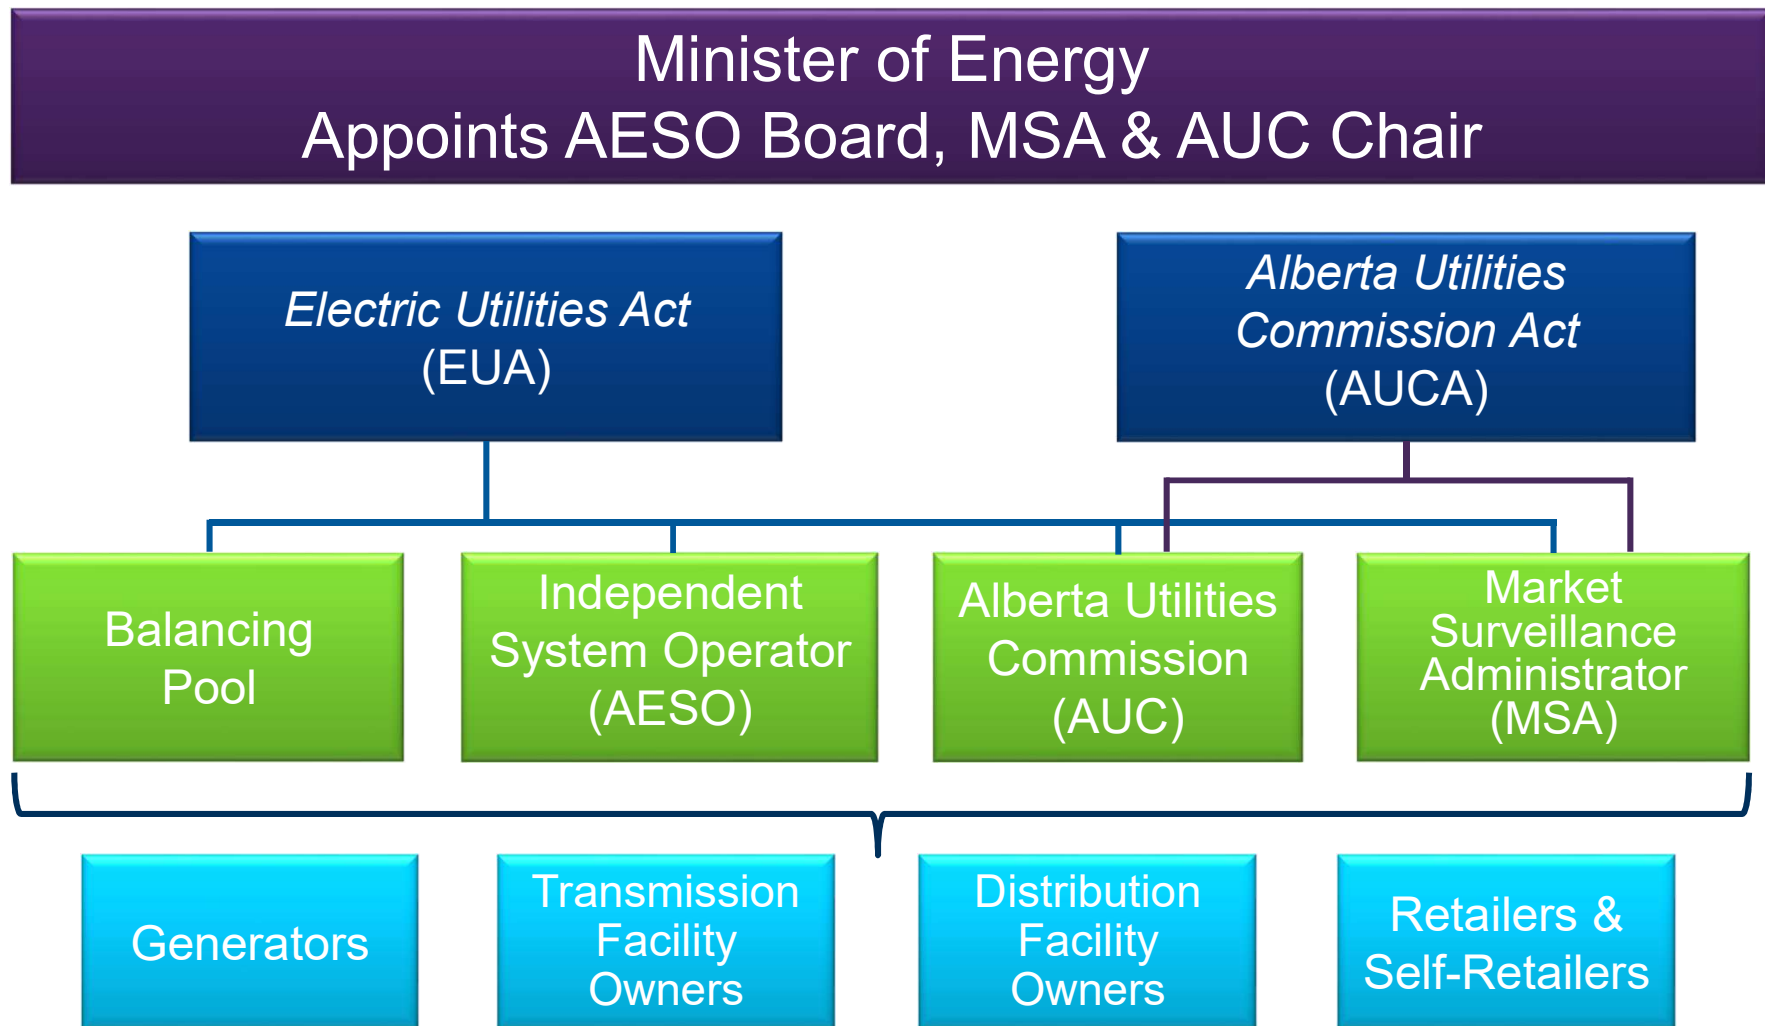 Minister of Energy
Appoints AESO Board, MSA & AUC Chair
Electric Utilities Act
(EUA)
Alberta Utilities
Commission Act
(AUCA)
Balancing
Pool
Independent
System Operator
(AESO)
Alberta Utilities
Commission
(AUC)
Market
Surveillance
Administrator
(MSA)
Generators
Transmission
Facility
Owners
Distribution
Facility
Owners
Retailers &
Self-Retailers